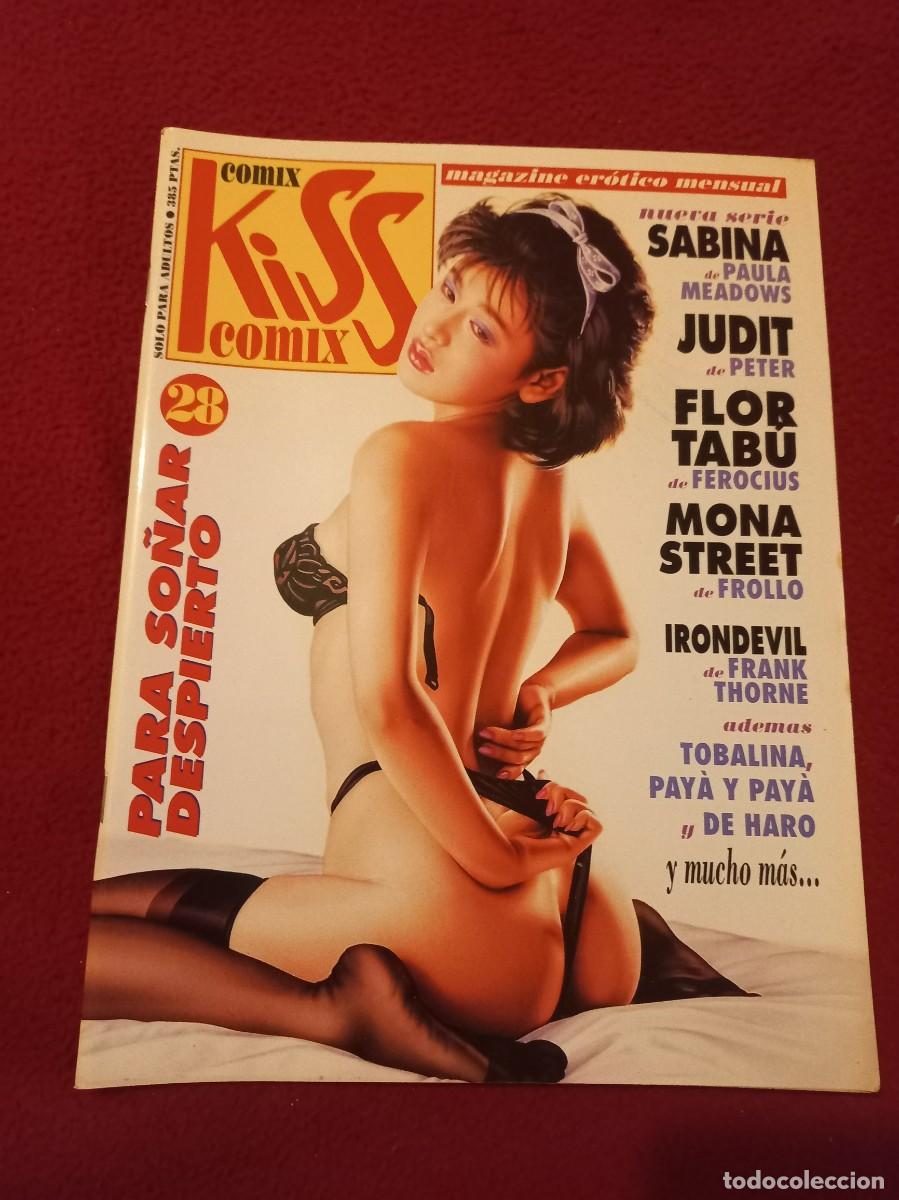 SOLO PARA ADULTOS ● 385 PTAS.
COMIX
KiSS
COMIX
magazine erótico mensual
28
PARA SOÑAR
DESPIERTO
nueva serie
SABINA
de PAULA
MEADOWS
JUDIT
de PETER
FLOR
TABÚ
de FEROCIUS
MONA
STREET
de FROLLO
IRONDEVIL
de FRANK
THORNE
ademas
TOBALINA,
PAYÀ Y PAYÀ
y DE HARO
y mucho más...
todocoleccion